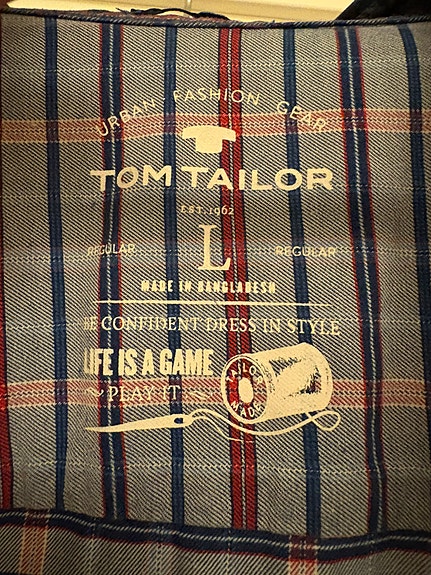 URBAN FASHION GEAR
TOM TAILOR
EST. 1962
REGULAR L REGULAR
MADE IN BANGLADESH
BE CONFIDENT DRESS IN STYLE
LIFE IS A GAME
~ PLAY IT ~
TAILOR
MADE